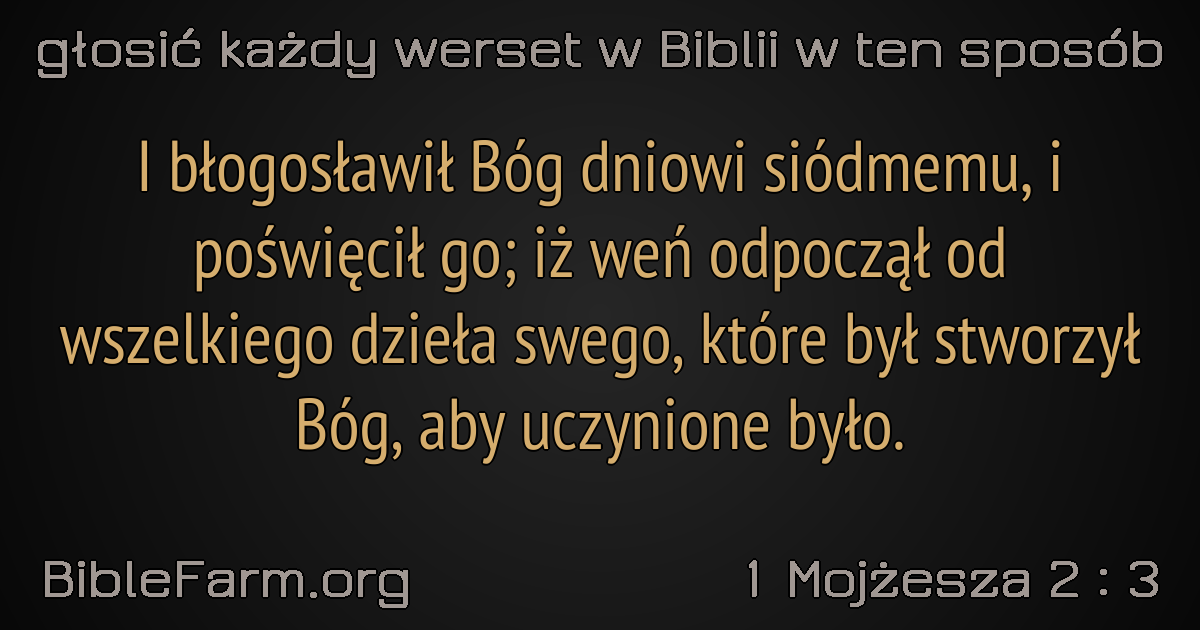 głosić każdy werset w Biblii w ten sposób
I błogosławił Bóg dniowi siódmemu, i
poświęcił go; iż weń odpoczął od
wszelkiego dzieła swego, które był stworzył
Bóg, aby uczynione było.
BibleFarm.org
1 Mojżesza 2 : 3